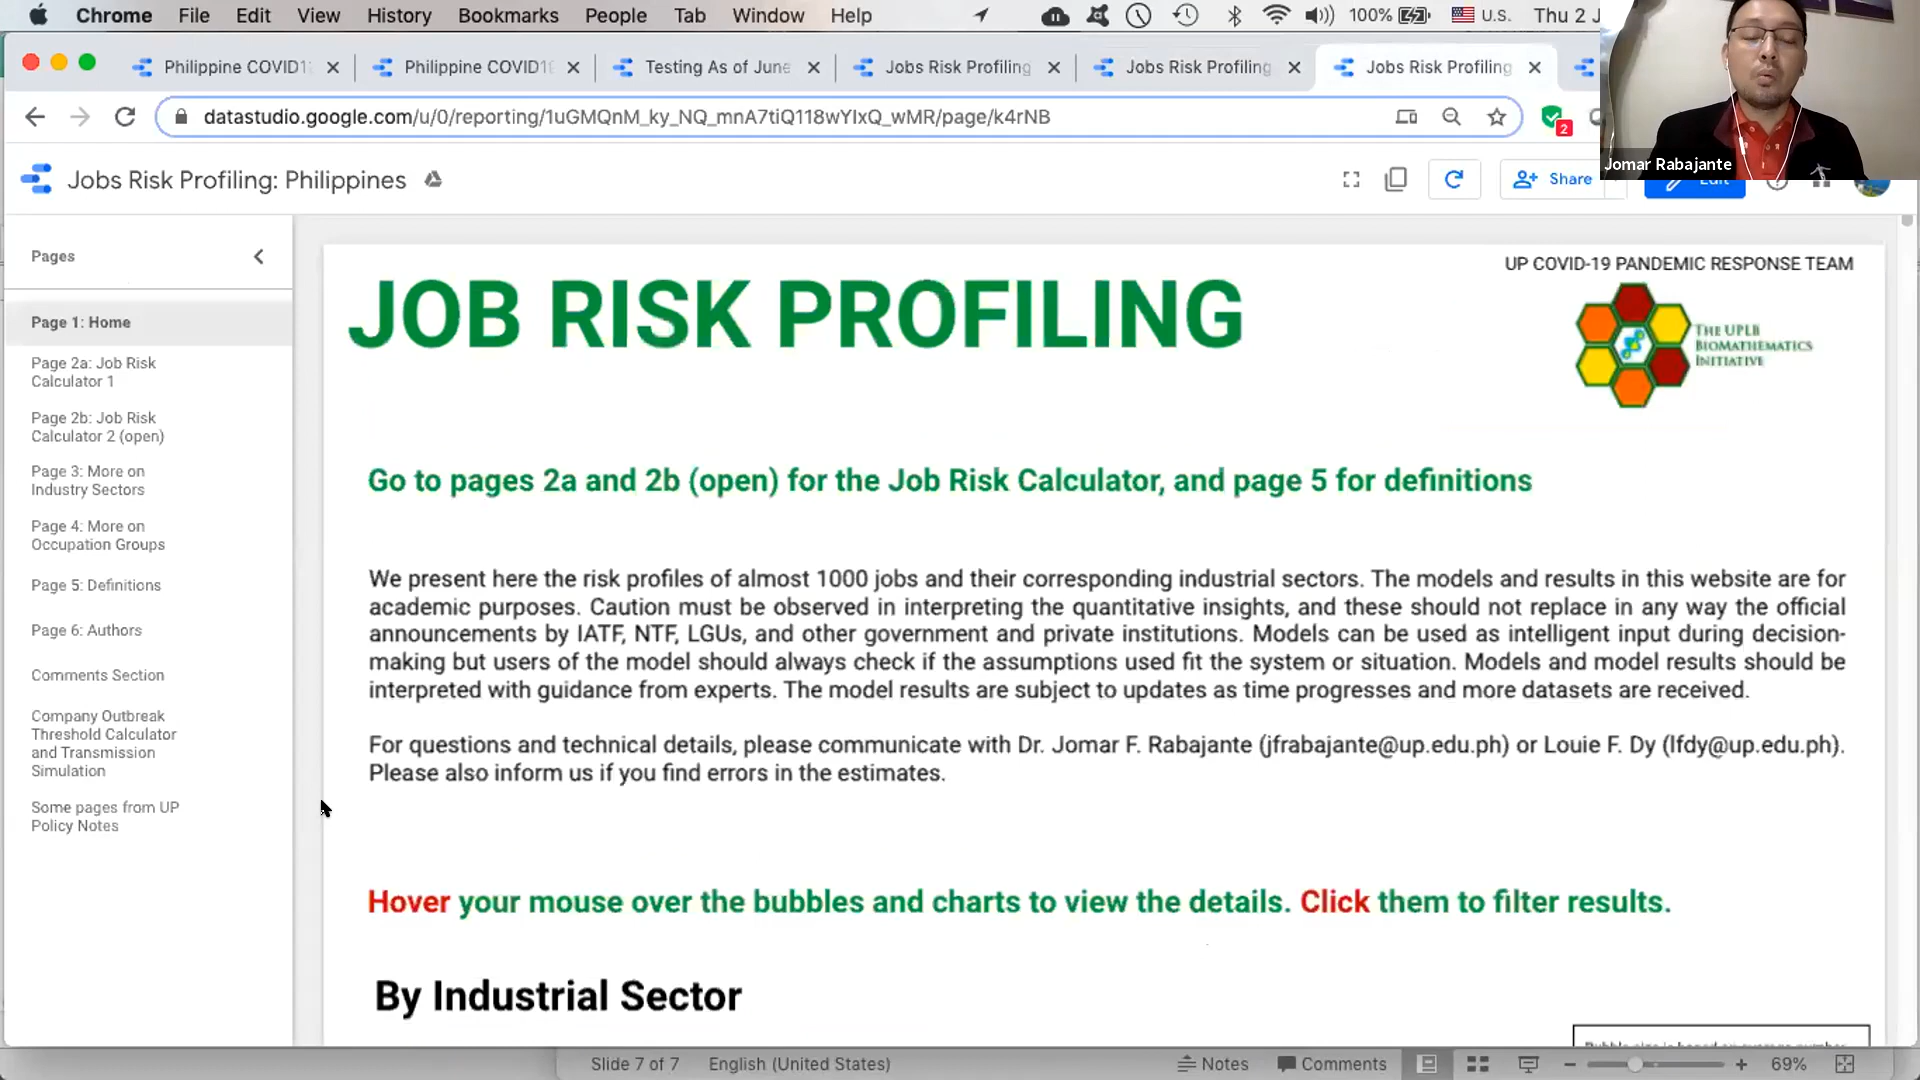 Chrome File Edit View History Bookmarks People Tab Window Help 100% U.S. Thu 2 J
Philippine COVID1 Philippine COVID19 Testing As of June Jobs Risk Profiling Jobs Risk Profiling Jobs Risk Profiling
datastudio.google.com/u/0/reporting/1uGMQnM_ky_NQ_mnA7tiQ118wYIxQ_wMR/page/k4rNB
2
Jomar Rabajante
Jobs Risk Profiling: Philippines
Share
Edit
Pages
Page 1: Home
Page 2a: Job Risk
Calculator 1
Page 2b: Job Risk
Calculator 2 (open)
Page 3: More on
Industry Sectors
Page 4: More on
Occupation Groups
Page 5: Definitions
Page 6: Authors
Comments Section
Company Outbreak
Threshold Calculator
and Transmission
Simulation
Some pages from UP
Policy Notes
UP COVID-19 PANDEMIC RESPONSE TEAM
JOB RISK PROFILING
THE UPLB
BIOMATHEMATICS
INITIATIVE
Go to pages 2a and 2b (open) for the Job Risk Calculator, and page 5 for definitions
We present here the risk profiles of almost 1000 jobs and their corresponding industrial sectors. The models and results in this website are for
academic purposes. Caution must be observed in interpreting the quantitative insights, and these should not replace in any way the official
announcements by IATF, NTF, LGUs, and other government and private institutions. Models can be used as intelligent input during decision-
making but users of the model should always check if the assumptions used fit the system or situation. Models and model results should be
interpreted with guidance from experts. The model results are subject to updates as time progresses and more datasets are received.
For questions and technical details, please communicate with Dr. Jomar F. Rabajante (jfrabajante@up.edu.ph) or Louie F. Dy (lfdy@up.edu.ph).
Please also inform us if you find errors in the estimates.
Hover your mouse over the bubbles and charts to view the details. Click them to filter results.
By Industrial Sector
Slide 7 of 7 English (United States) Notes Comments 69%